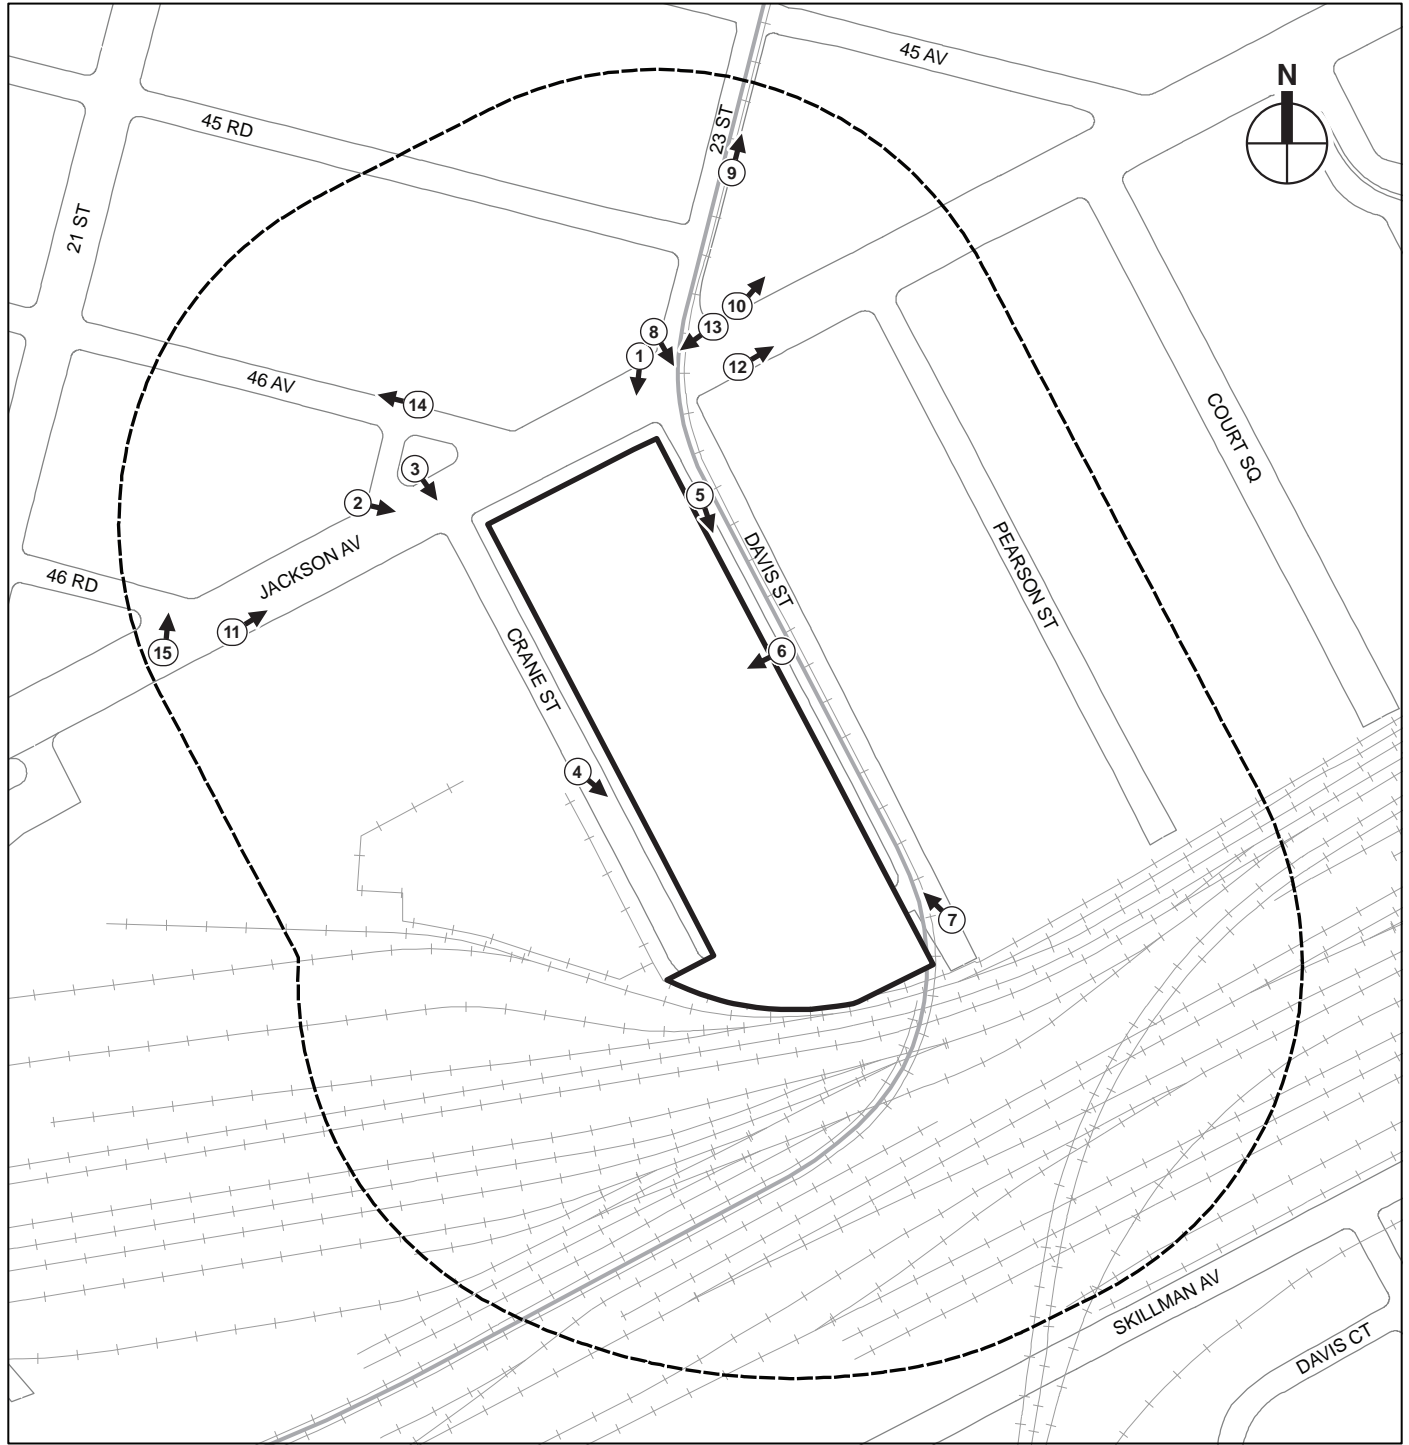 45 AV
N
45 RD
23 ST
9
21 ST
10
13
8
1
12
46 AV
14
COURT SQ
3
5
2
DAVIS ST
PEARSON ST
JACKSON AV
46 RD
11
15
CRANE ST
6
4
7
SKILLMAN AV
DAVIS CT